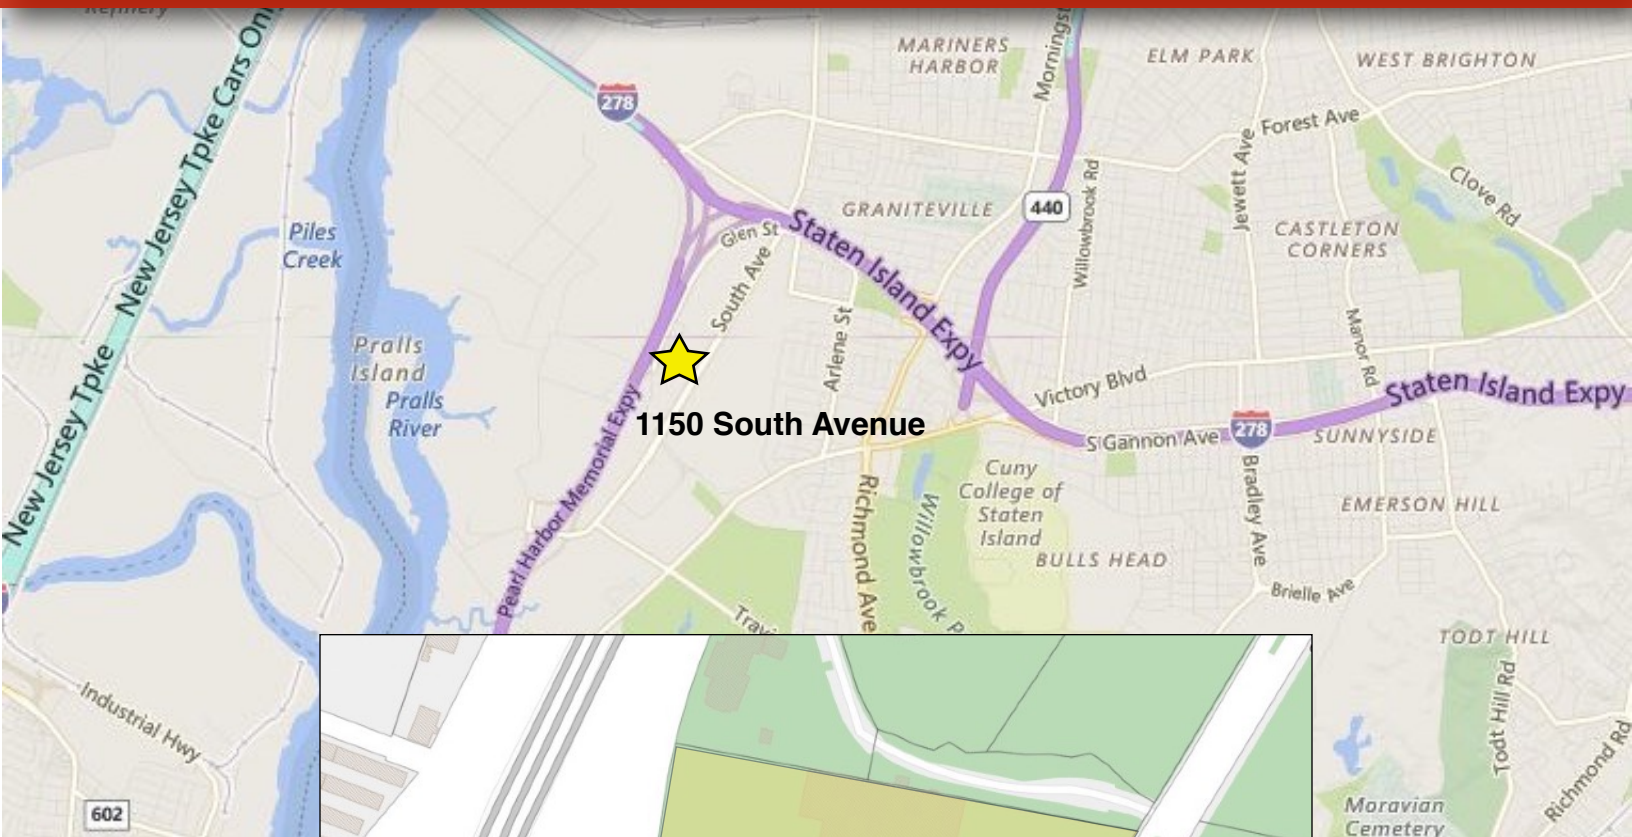 Refinery
New Jersey Tpke Cars Onl
MARINERS
HARBOR
Mornings
ELM PARK
WEST BRIGHTON
278
Forest Ave
Jewett Ave
Clove Rd
Willowbrook Rd
GRANITEVILLE
440
CASTLETON
CORNERS
Piles
Creek
Glen St
South Ave
Staten Island Expy
New Jersey Tpke
Pralls
Island
Pralls
River
Arlene St
Manor Rd
Victory Blvd
Staten Island Expy
1150 South Avenue
Pearl Harbor Memorial Expy
S Gannon Ave
278
SUNNYSIDE
Cuny
College of
Staten
Island
Richmond Ave
Willowbrook P
Bradley Ave
EMERSON HILL
BULLS HEAD
Brielle Ave
Travi
TODT HILL
Todt Hill Rd
Industrial Hwy
Richmond Rd
602
Moravian
Cemetery